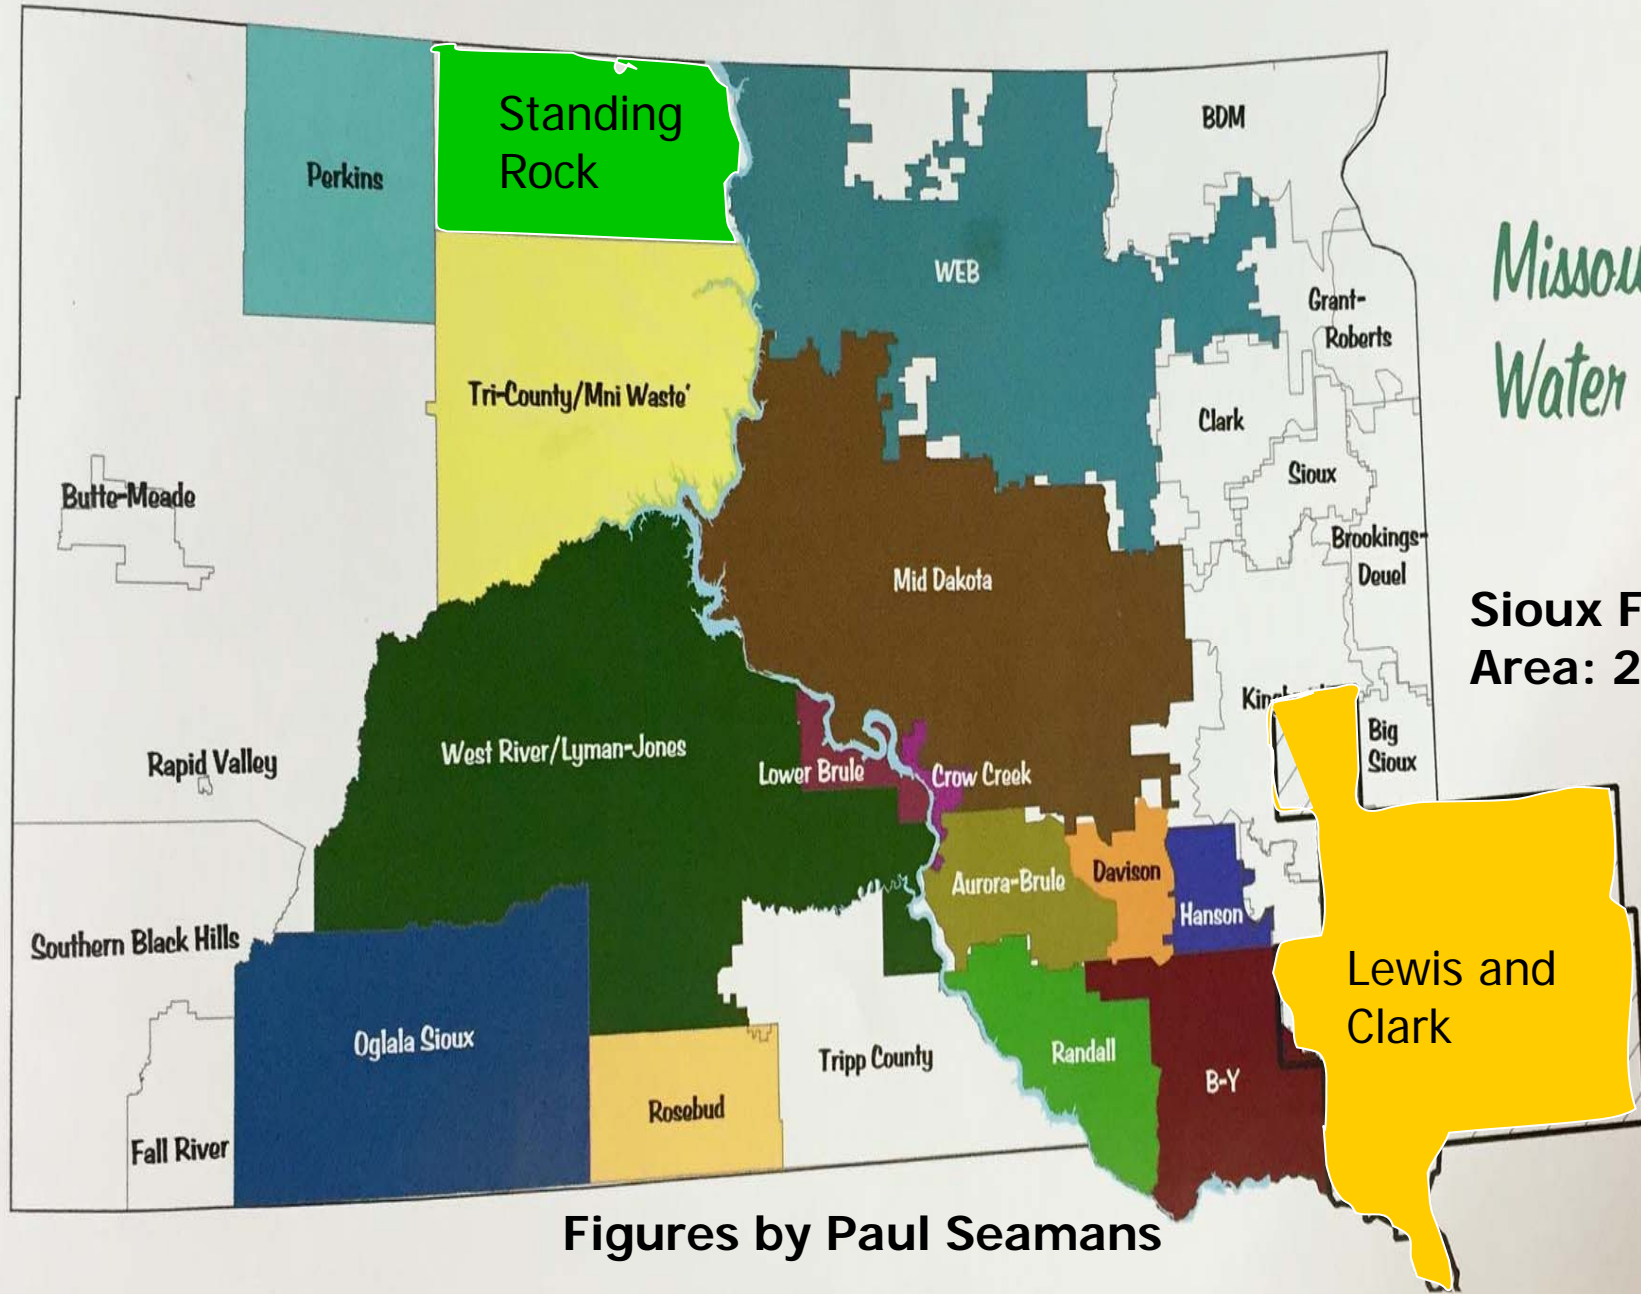 Standing
Rock
Perkins
BDM
WEB
Missou
Water
Grant-
Roberts
Tri-County/Mni Waste'
Clark
Sioux
Butte-Meade
Brookings-
Deuel
Mid Dakota
Sioux F
Area: 2
Big
Sioux
West River/Lyman-Jones
Rapid Valley
Lower Brule
Crow Creek
Aurora-Brule
Davison
Hanson
Southern Black Hills
Lewis and
Clark
Oglala Sioux
Randall
Tripp County
B-Y
Rosebud
Fall River
Figures by Paul Seamans